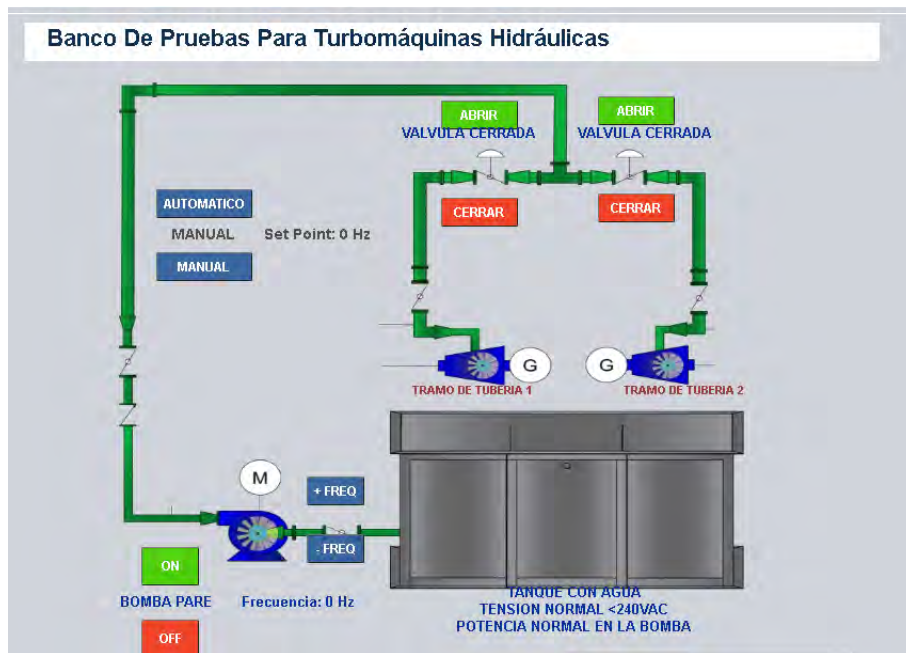 Banco De Pruebas Para Turbomáquinas Hidráulicas
ABRIR
VALVULA CERRADA
ABRIR
VALVULA CERRADA
CERRAR
CERRAR
AUTOMATICO
MANUAL
Set Point: 0 Hz
MANUAL
G
G
TRAMO DE TUBERIA 1
TRAMO DE TUBERIA 2
M
+ FREQ
- FREQ
ON
BOMBA PARE
Frecuencia: 0 Hz
OFF
TANQUE CON AGUA
TENSION NORMAL <240VAC
POTENCIA NORMAL EN LA BOMBA